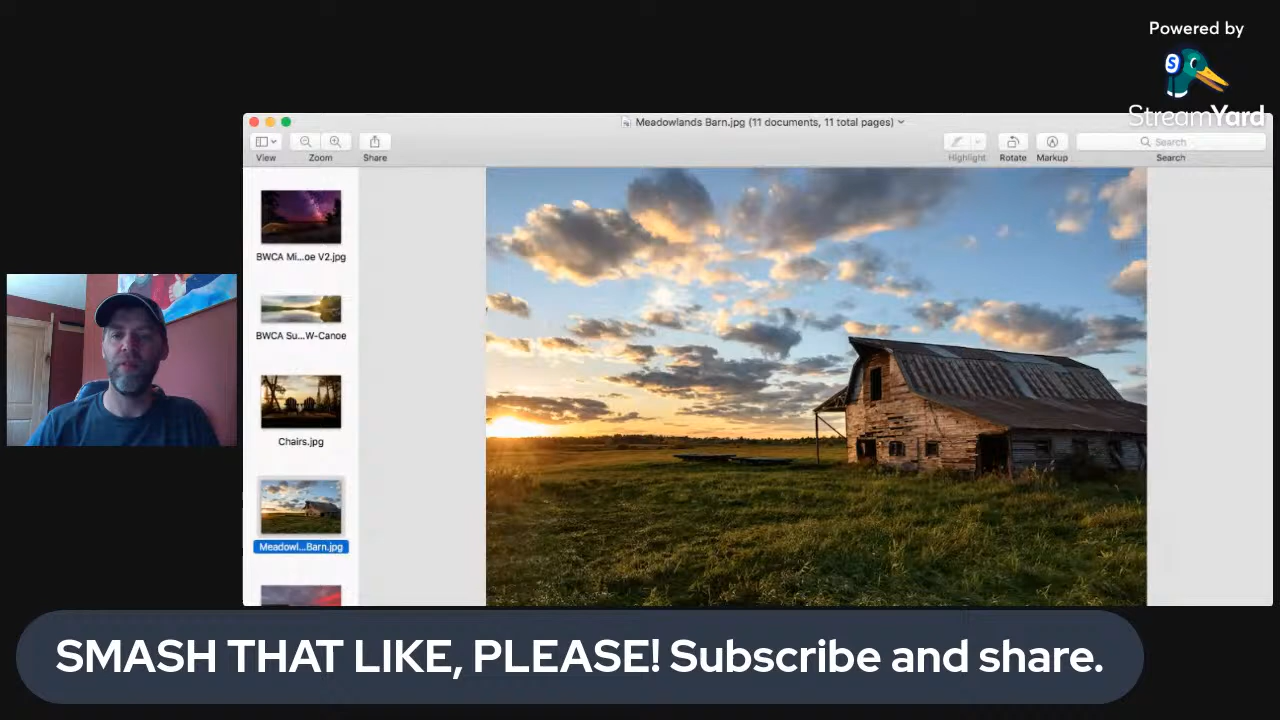 Powered by
StreamYard
Meadowlands Barn.jpg (11 documents, 11 total pages)
View
Zoom
Share
Highlight
Rotate
Markup
Search
Search
BWCA Mi...oe V2.jpg
BWCA Su...W-Canoe
Chairs.jpg
Meadowl...Barn.jpg
SMASH THAT LIKE, PLEASE! Subscribe and share.